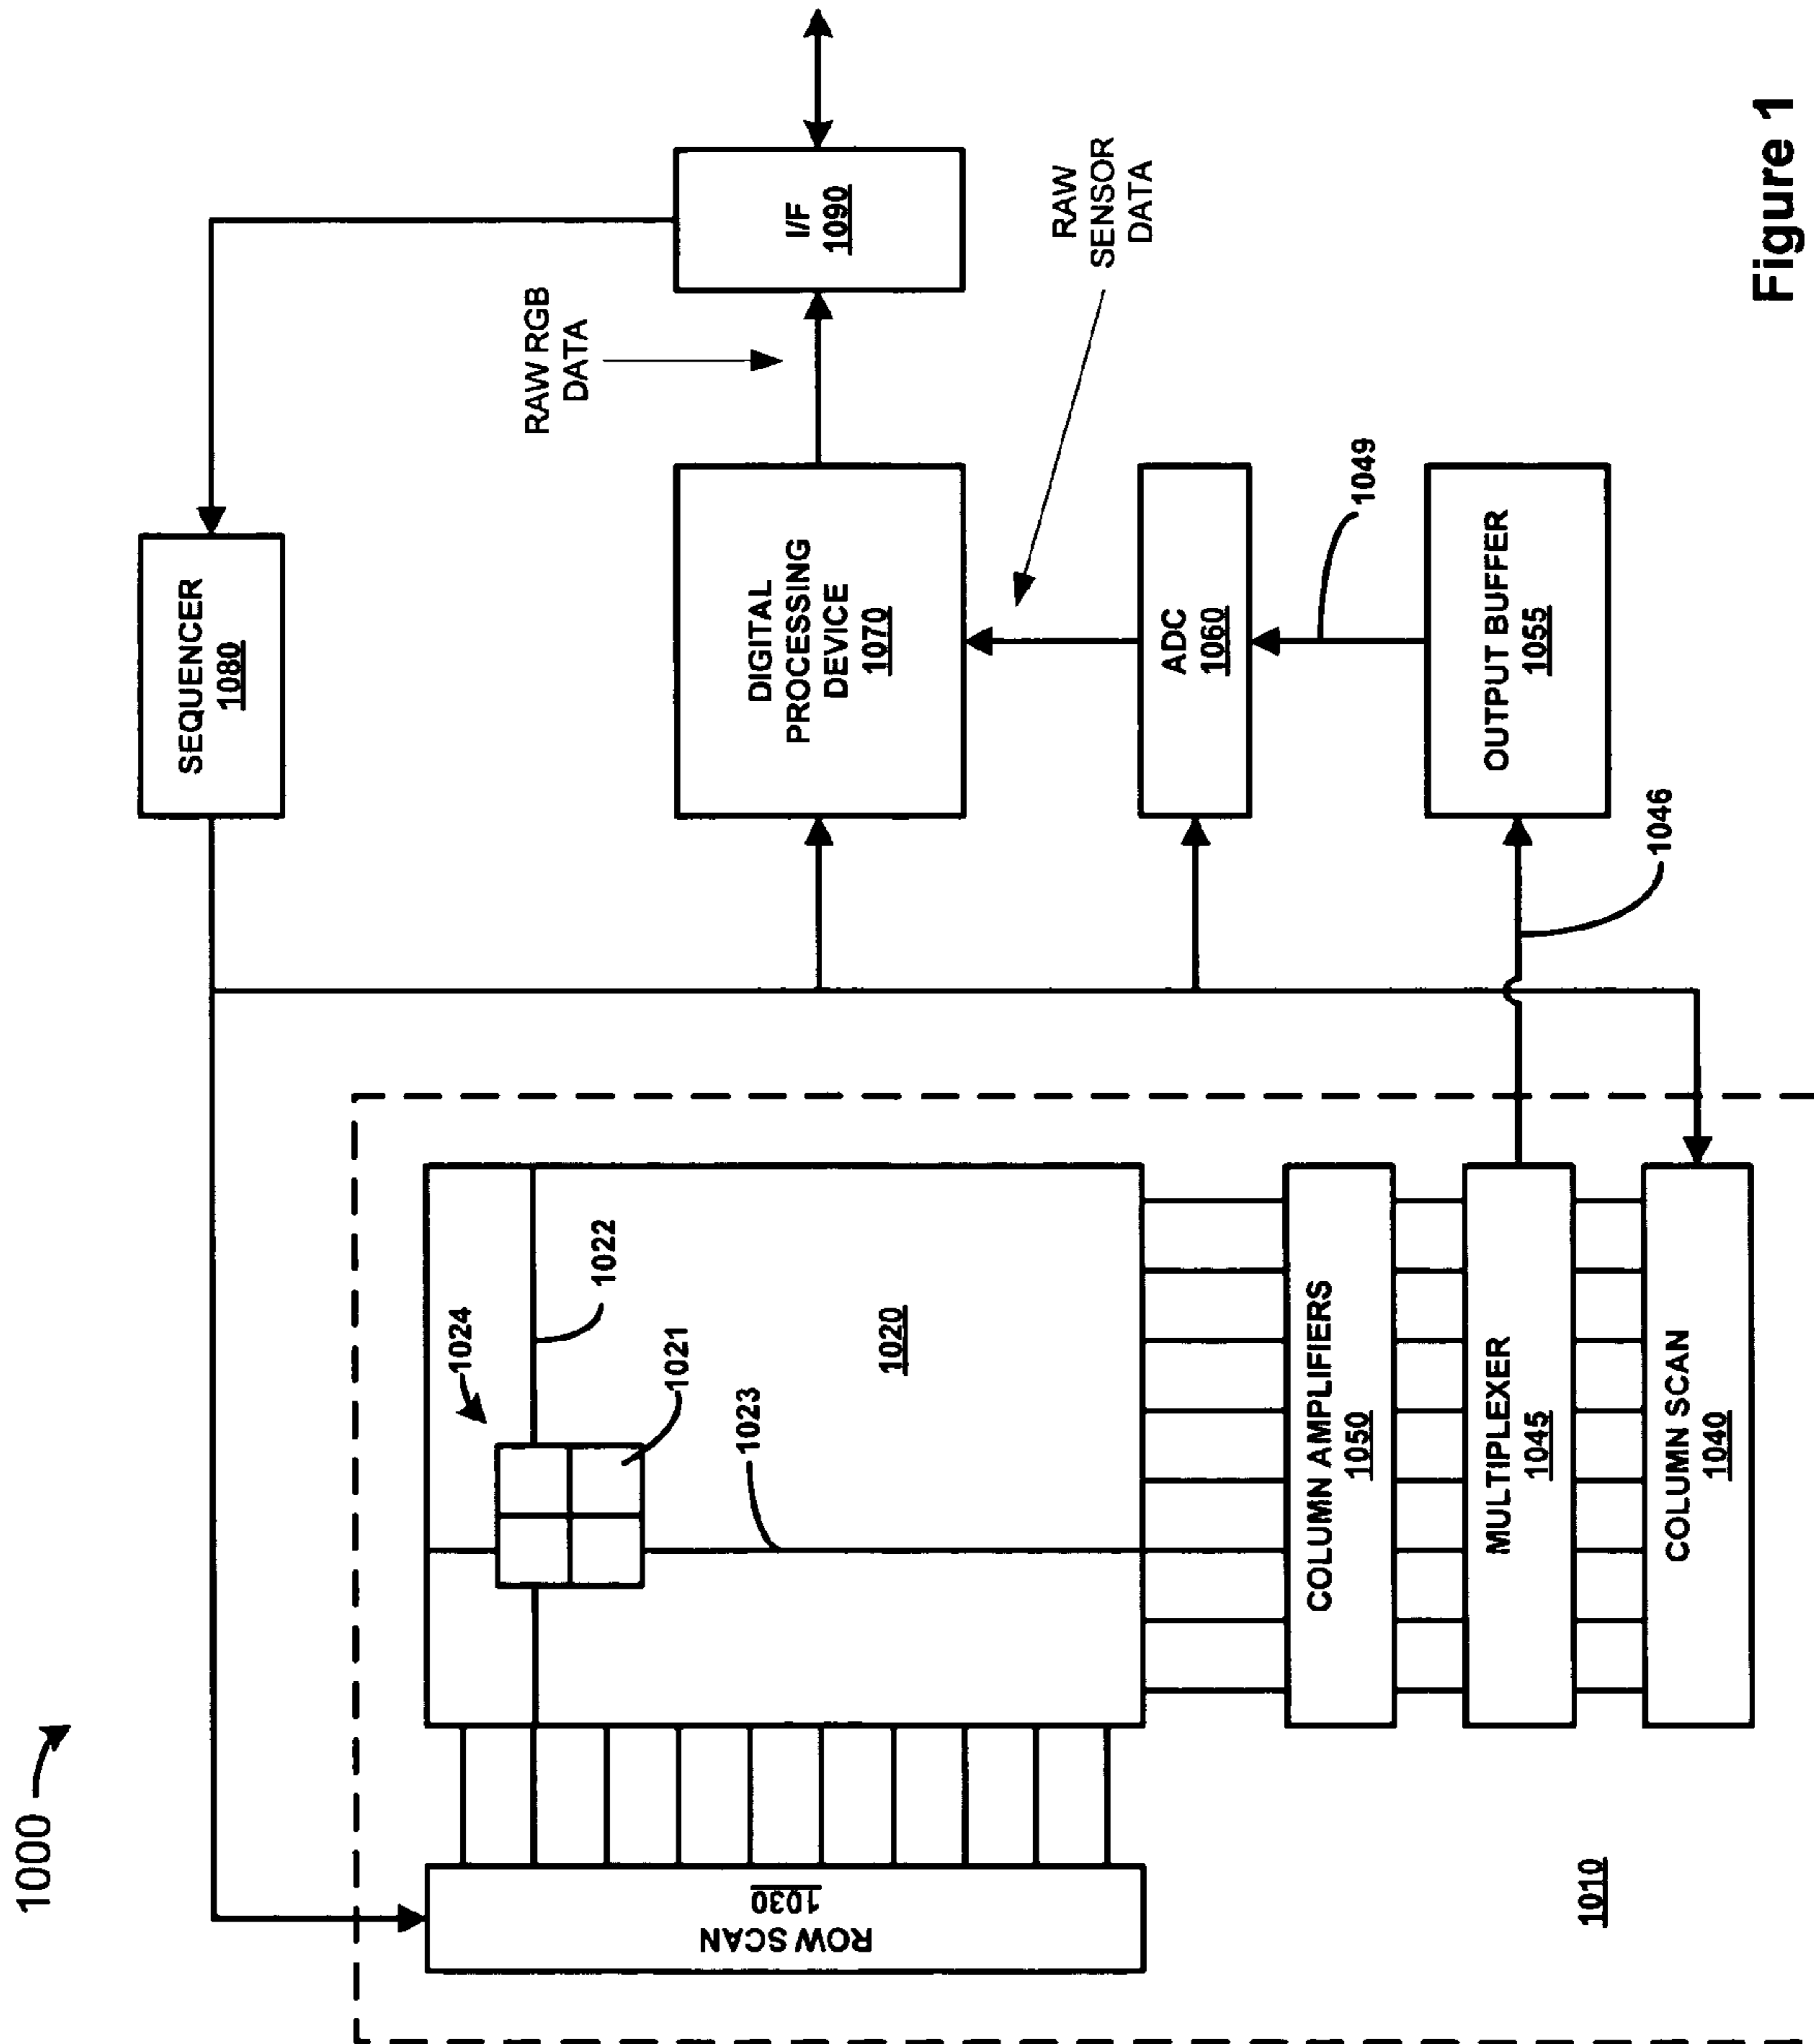 1000
SEQUENCER
1080
I/F
1090
RAW RGB
DATA
RAW
SENSOR
DATA
DIGITAL
PROCESSING
DEVICE
1070
ADC
1060
1049
OUTPUT BUFFER
1055
1046
ROW SCAN
1030
1024
1022
1021
1023
1020
COLUMN AMPLIFIERS
1050
MULTIPLEXER
1045
COLUMN SCAN
1040
1010
Figure 1